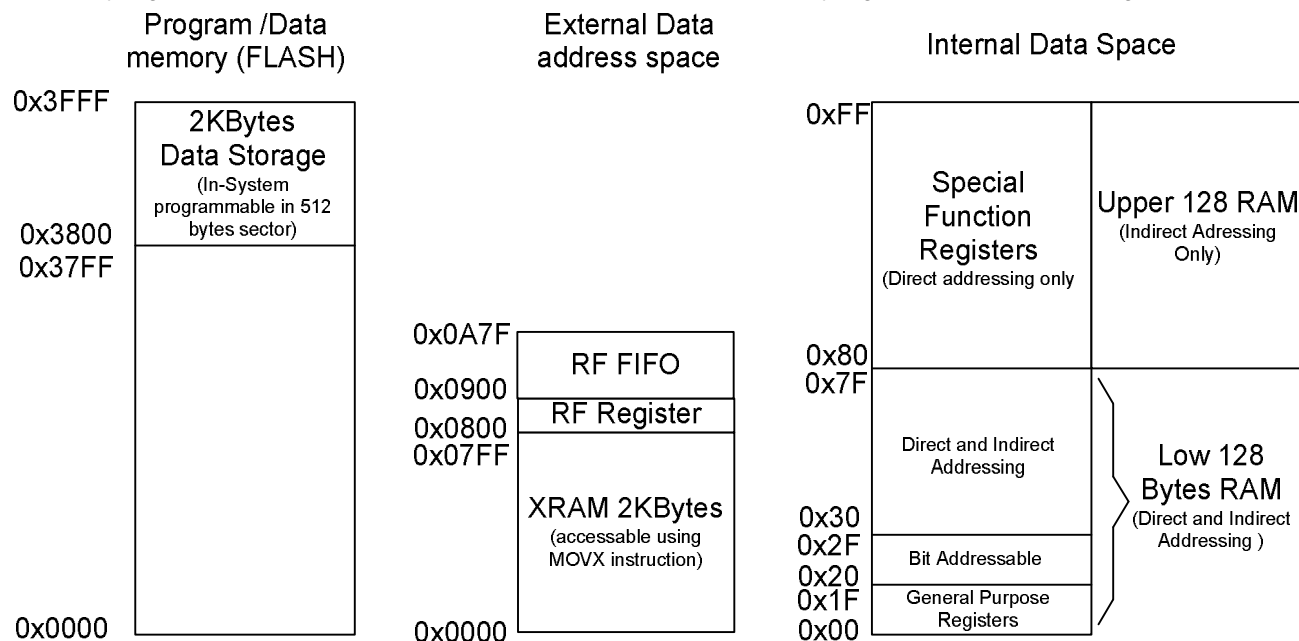 Program /Data
memory (FLASH)
0x3FFF
2KBytes
Data Storage
(In-System
programmable in 512
bytes sector)
0x3800
0x37FF
0x0000
External Data
address space
0x0A7F
RF FIFO
0x0900
RF Register
0x0800
0x07FF
XRAM 2KBytes
(accessable using
MOVX instruction)
0x0000
Internal Data Space
0xFF
Special
Function
Registers
(Direct addressing only
Upper 128 RAM
(Indirect Adressing
Only)
0x80
0x7F
Direct and Indirect
Addressing
0x30
0x2F
Bit Addressable
0x20
0x1F
General Purpose
Registers
0x00
Low 128
Bytes RAM
(Direct and Indirect
Addressing )